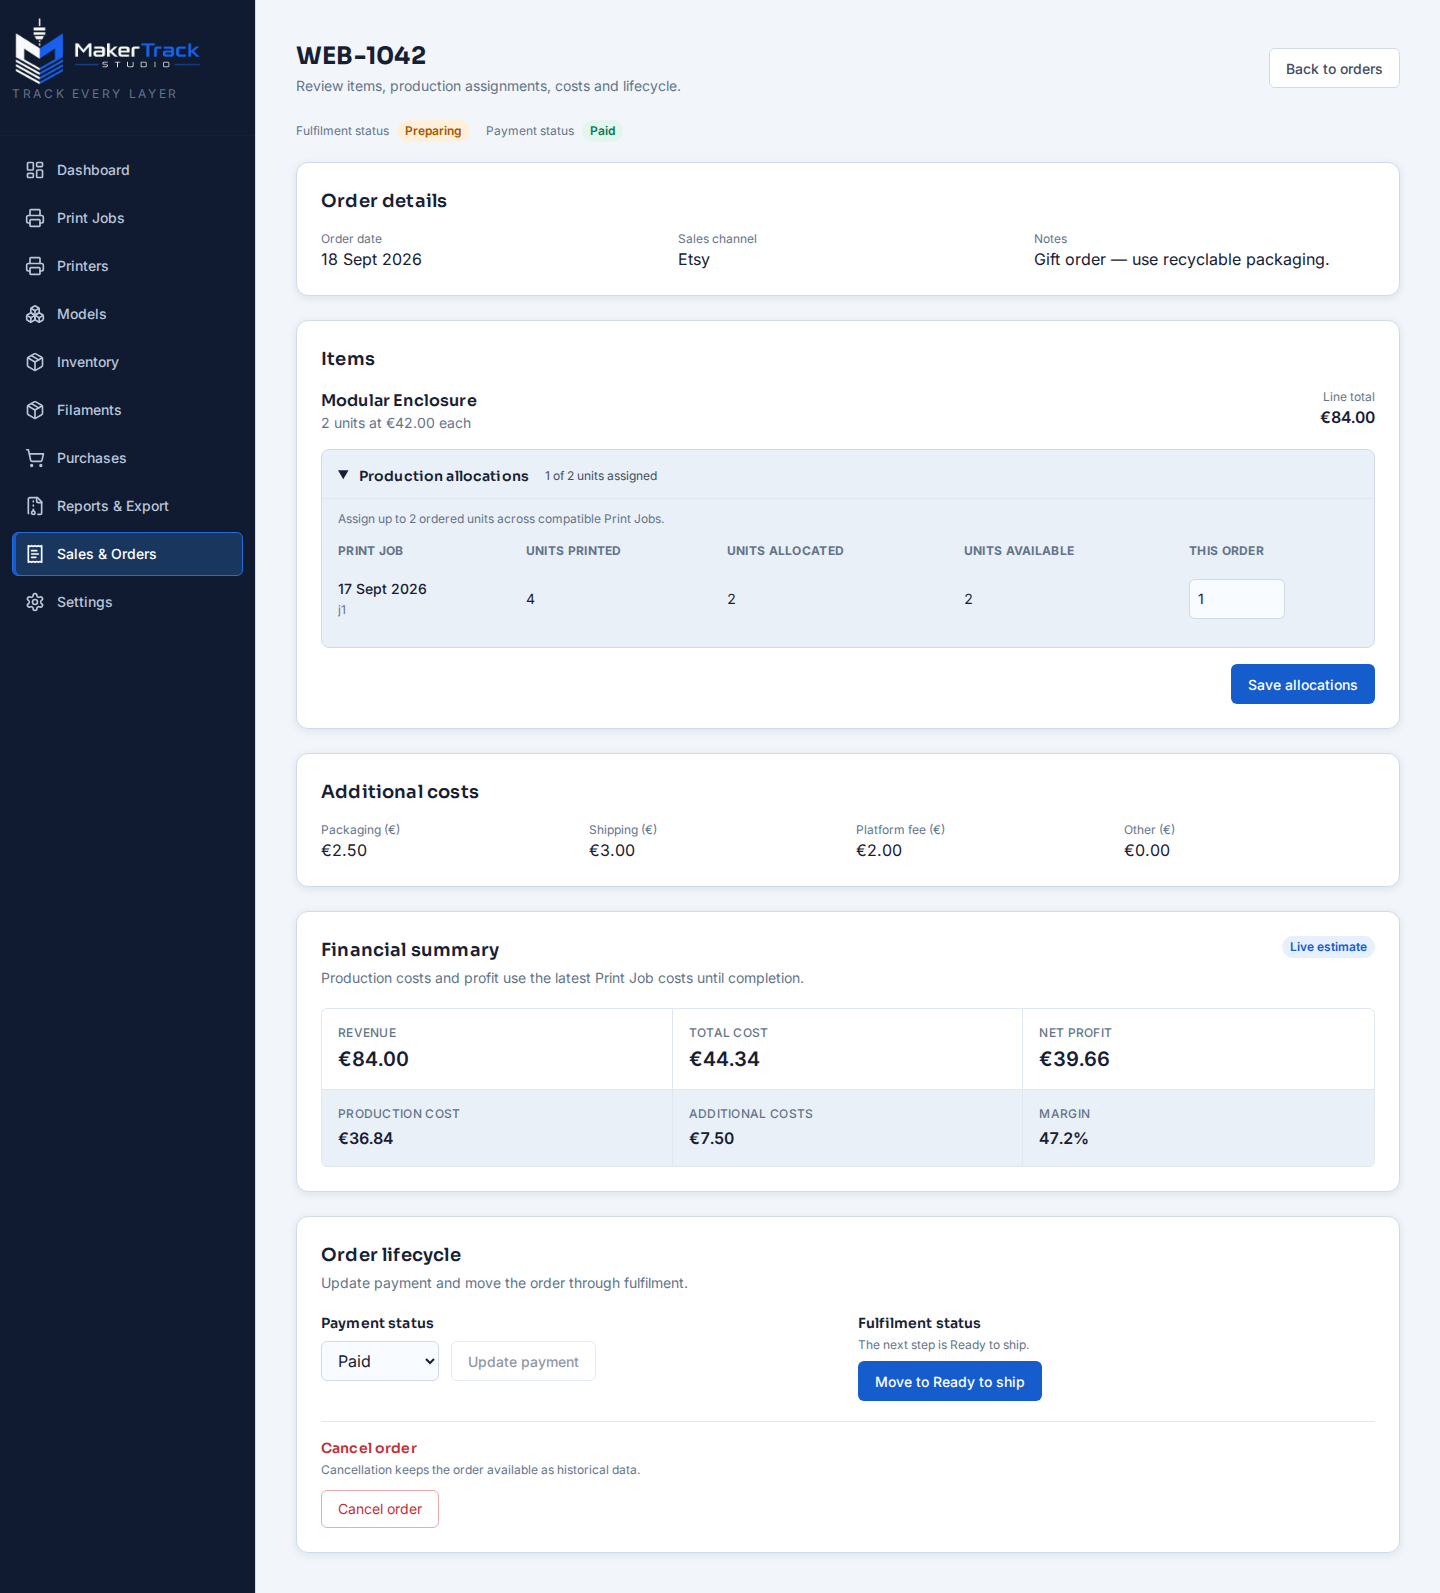 MakerTrack
STUDIO
TRACK EVERY LAYER
Dashboard
Print Jobs
Printers
Models
Inventory
Filaments
Purchases
Reports & Export
Sales & Orders
Settings
WEB-1042
Review items, production assignments, costs and lifecycle.
Back to orders
Fulfilment status Preparing Payment status Paid
Order details
Order date Sales channel Notes
18 Sept 2026 Etsy Gift order — use recyclable packaging.
Items
Modular Enclosure Line total
2 units at €42.00 each €84.00
Production allocations 1 of 2 units assigned
Assign up to 2 ordered units across compatible Print Jobs.
PRINT JOB UNITS PRINTED UNITS ALLOCATED UNITS AVAILABLE THIS ORDER
17 Sept 2026 4 2 2 1
j1
Save allocations
Additional costs
Packaging (€) Shipping (€) Platform fee (€) Other (€)
€2.50 €3.00 €2.00 €0.00
Financial summary Live estimate
Production costs and profit use the latest Print Job costs until completion.
REVENUE TOTAL COST NET PROFIT
€84.00 €44.34 €39.66
PRODUCTION COST ADDITIONAL COSTS MARGIN
€36.84 €7.50 47.2%
Order lifecycle
Update payment and move the order through fulfilment.
Payment status Fulfilment status
The next step is Ready to ship.
Paid Update payment Move to Ready to ship
Cancel order
Cancellation keeps the order available as historical data.
Cancel order